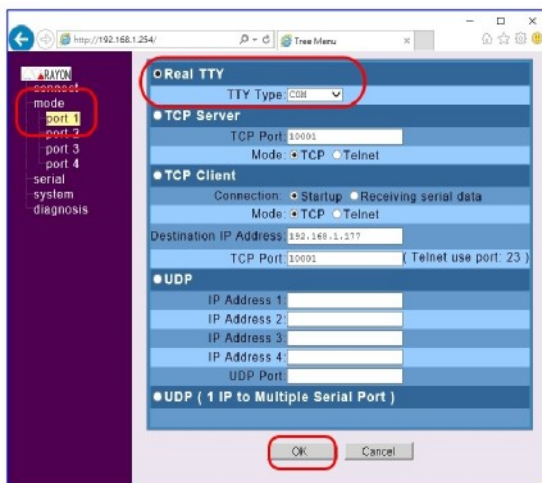 http://192.168.1.254/
Tree Menu
ARAYON
connect
mode
port 1
port 2
port 3
port 4
serial
system
diagnosis
Real TTY
TTY Type: COM
TCP Server
TCP Port: 10001
Mode: TCP Telnet
TCP Client
Connection: Startup Receiving serial data
Mode: TCP Telnet
Destination IP Address: 192.168.1.177
TCP Port: 10001 ( Telnet use port: 23 )
UDP
IP Address 1:
IP Address 2:
IP Address 3:
IP Address 4:
UDP Port:
UDP ( 1 IP to Multiple Serial Port )
OK Cancel